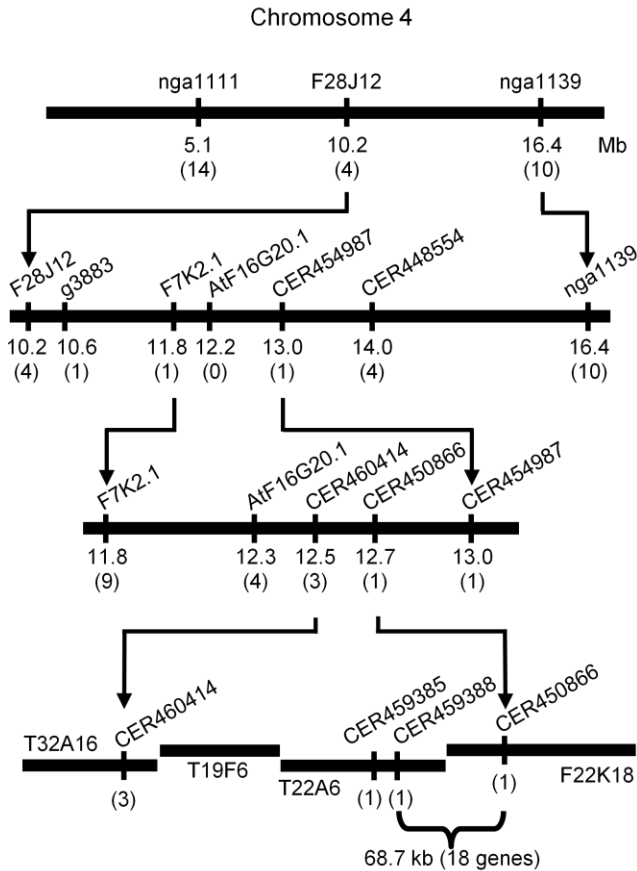 Chromosome 4
nga1111 F28J12 nga1139
5.1 10.2 16.4 Mb
(14) (4) (10)
F28J12 g3883 F7K2.1 AtF16G20.1 CER454987 CER448554 nga1139
10.2 10.6 11.8 12.2 13.0 14.0 16.4
(4) (1) (1) (0) (1) (4) (10)
F7K2.1 AtF16G20.1 CER460414 CER450866 CER454987
11.8 12.3 12.5 12.7 13.0
(9) (4) (3) (1) (1)
CER460414 CER459385 CER459388 CER450866
T32A16 T19F6 T22A6 F22K18
(3) (1) (1) (1)
68.7 kb (18 genes)